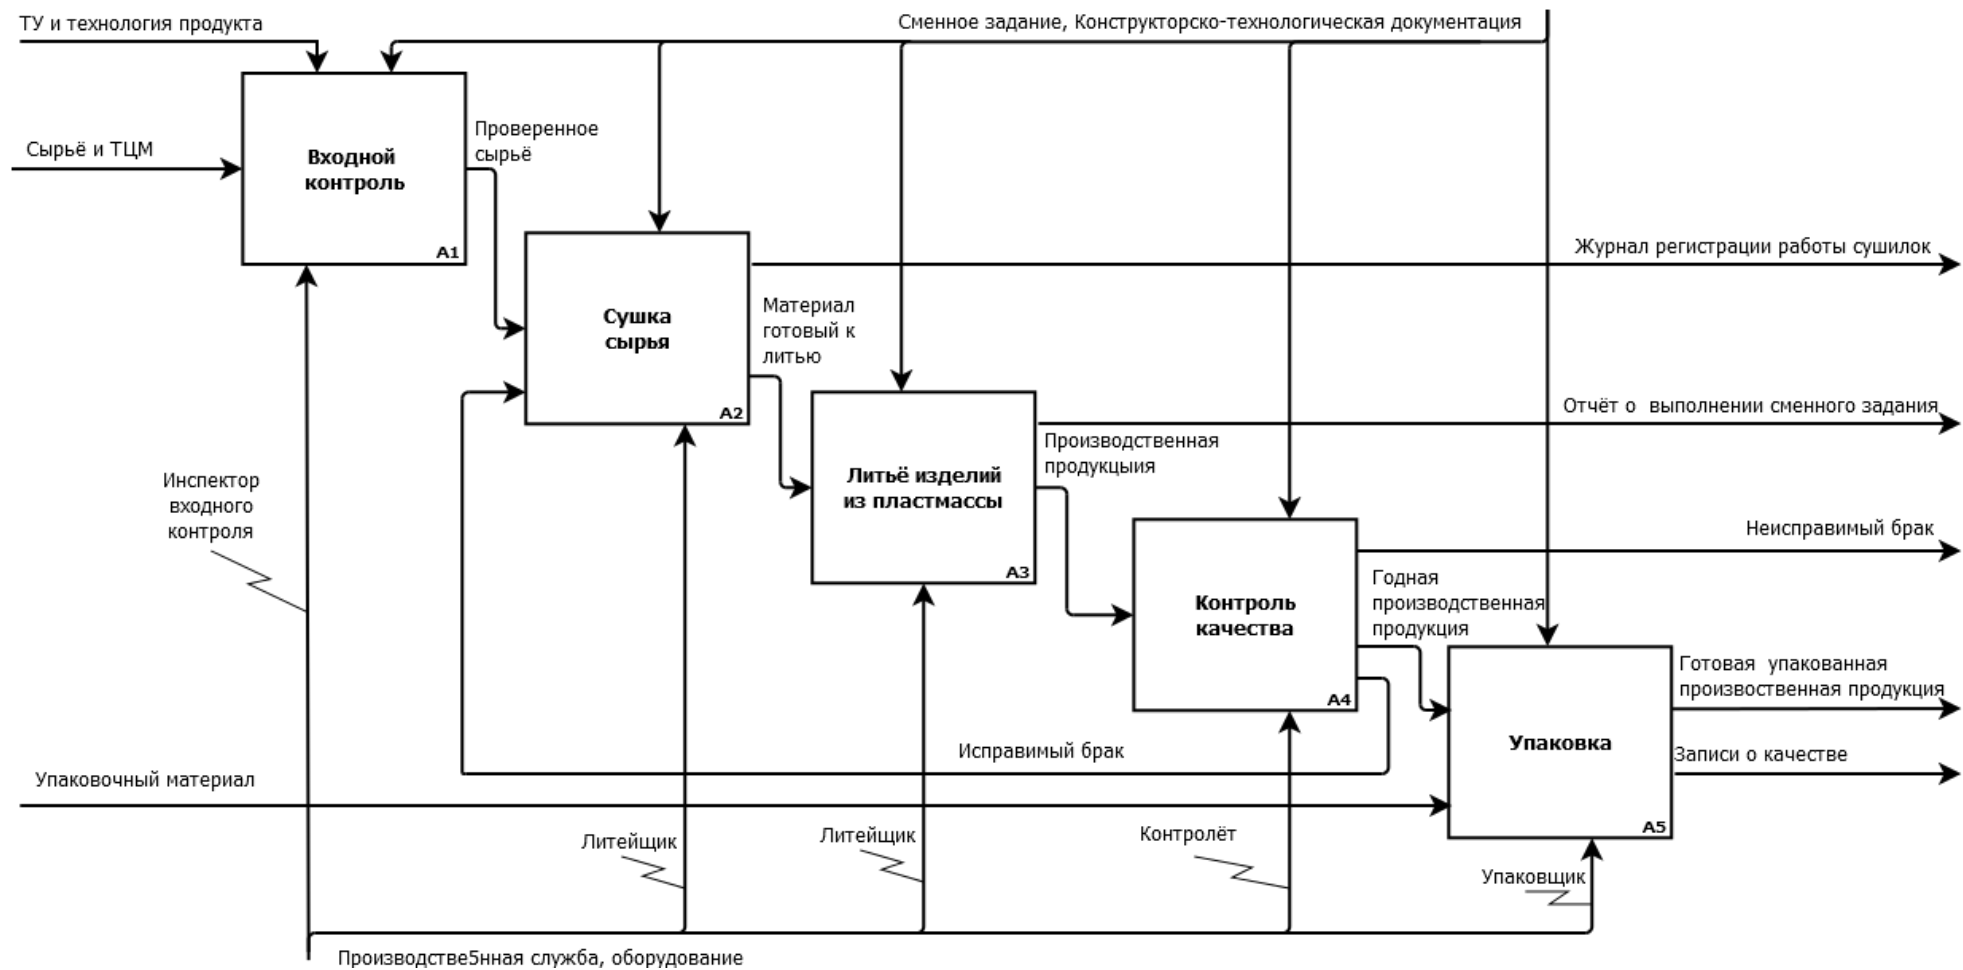 ТУ и технология продукта
Сменное задание, Конструкторско-технологическая документация
Сырьё и ТЦМ
Входной
контроль
A1
Проверенное
сырьё
Журнал регистрации работы сушилок
Сушка
сырья
A2
Материал
готовый к
литью
Отчёт о выполнении сменного задания
Литьё изделий
из пластмассы
A3
Производственная
продукцыия
Инспектор
входного
контроля
Неисправимый брак
Контроль
качества
A4
Годная
производственная
продукция
Готовая упакованная
произвоственная продукция
Упаковка
A5
Исправимый брак
Записи о качестве
Упаковочный материал
Литейщик
Литейщик
Контролёт
Упаковщик
Производстве5нная служба, оборудование